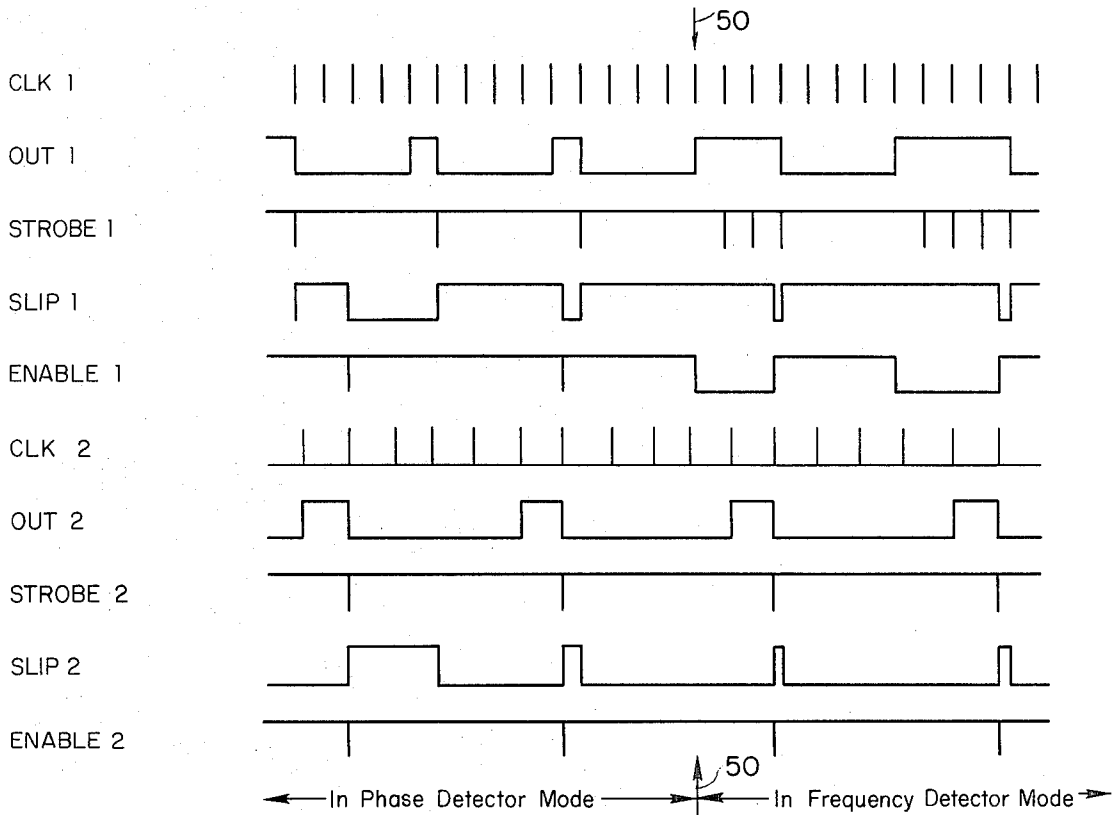 50
CLK 1
OUT 1
STROBE 1
SLIP 1
ENABLE 1
CLK 2
OUT 2
STROBE 2
SLIP 2
ENABLE 2
50
In Phase Detector Mode
In Frequency Detector Mode